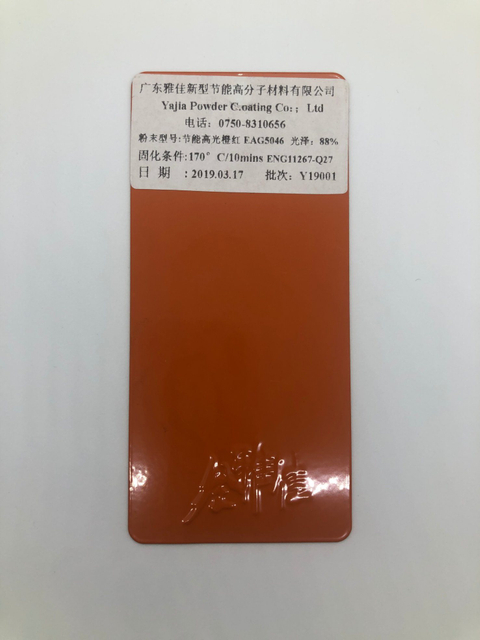 广东雅佳新型节能高分子材料有限公司
Yajia Powder Coating Co.; Ltd
电话: 0750-8310656
粉末型号:节能高光橙红 EAG5046 光泽: 88%
固化条件:170° C/10mins ENG11267-Q27
日 期 : 2019.03.17 批次: Y19001
金雅佳